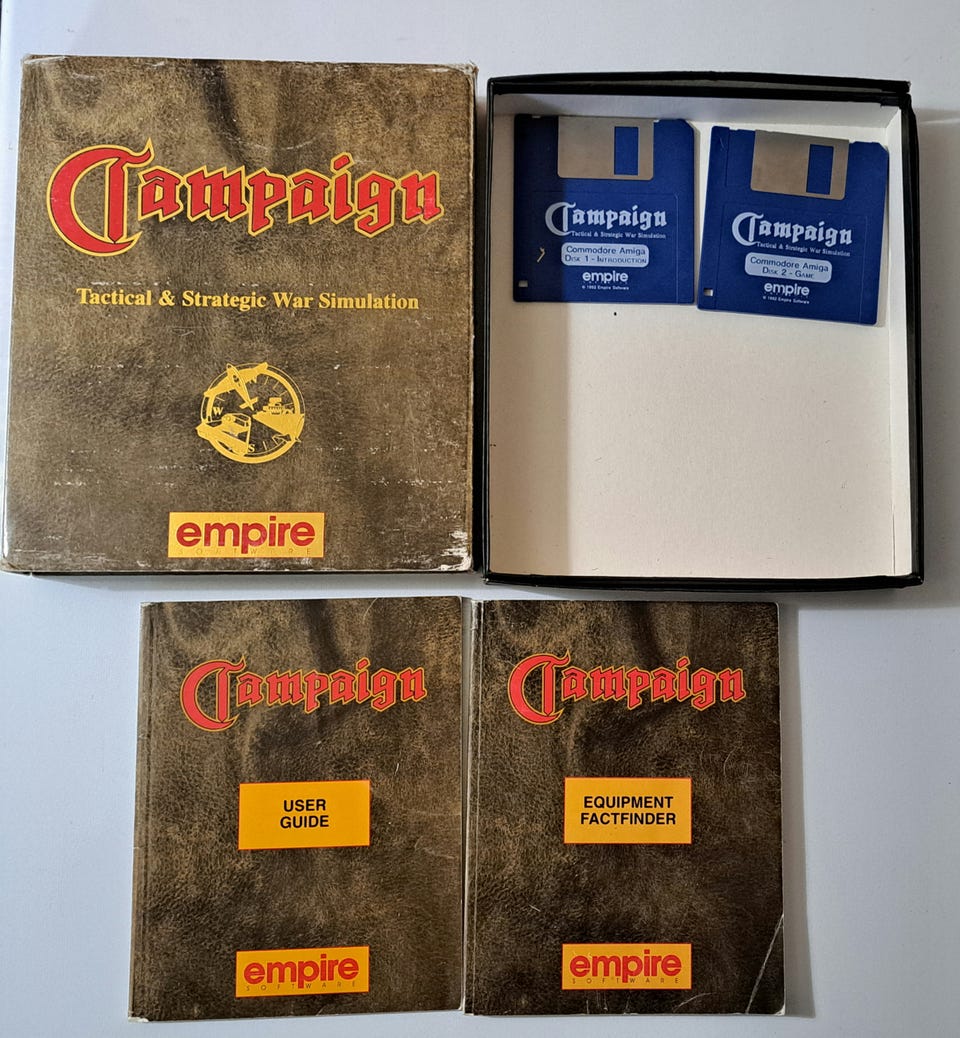 Campaign
Tactical & Strategic War Simulation
W
S
empire
SOFTWARE
Campaign
Tactical & Strategic War Simulation
Commodore Amiga
Disk 1 - Introduction
empire
© 1992 Empire Software
Campaign
Tactical & Strategic War Simulation
Commodore Amiga
Disk 2 - Game
empire
© 1992 Empire Software
Campaign
USER
GUIDE
empire
SOFTWARE
Campaign
EQUIPMENT
FACTFINDER
empire
SOFTWARE